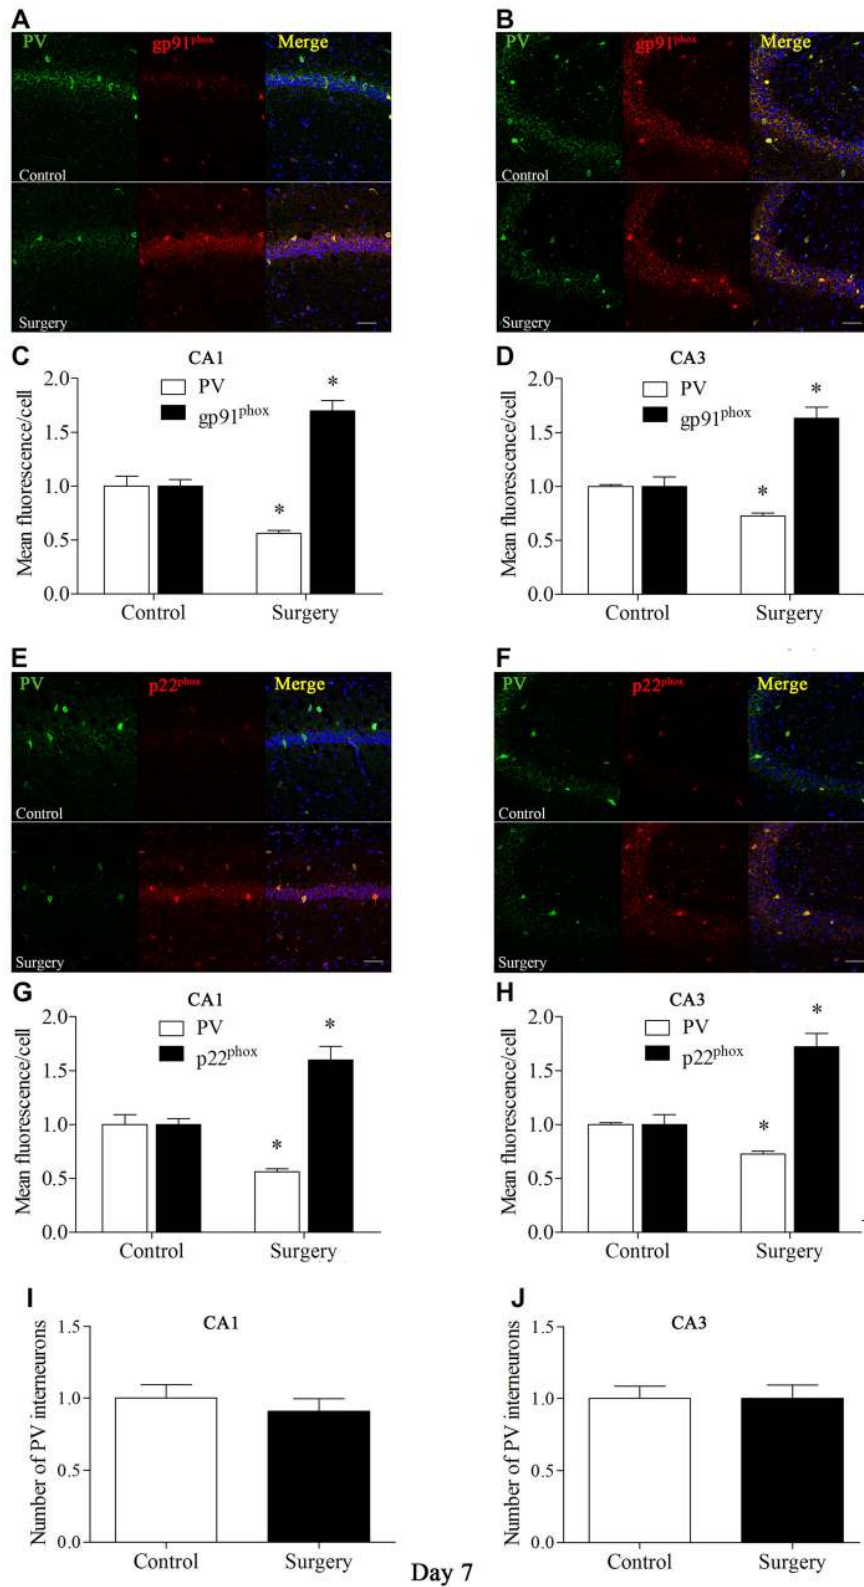 A B
PV gp91phox Merge PV gp91phox Merge
Control Control
Surgery Surgery
C CA1 D CA3
Mean fluorescence/cell Mean fluorescence/cell
PV PV
gp91phox gp91phox
2.0 2.0
* *
1.5 1.5
1.0 1.0
* *
0.5 0.5
0.0 0.0
Control Surgery Control Surgery
E F
PV p22phox Merge PV p22phox Merge
Control Control
Surgery Surgery
G CA1 H CA3
Mean fluorescence/cell Mean fluorescence/cell
PV PV
p22phox p22phox
2.0 2.0
* *
1.5 1.5
1.0 1.0
* *
0.5 0.5
0.0 0.0
Control Surgery Control Surgery
I CA1 J CA3
Number of PV interneurons Number of PV interneurons
1.5 1.5
1.0 1.0
0.5 0.5
0.0 0.0
Control Surgery Control Surgery
Day 7